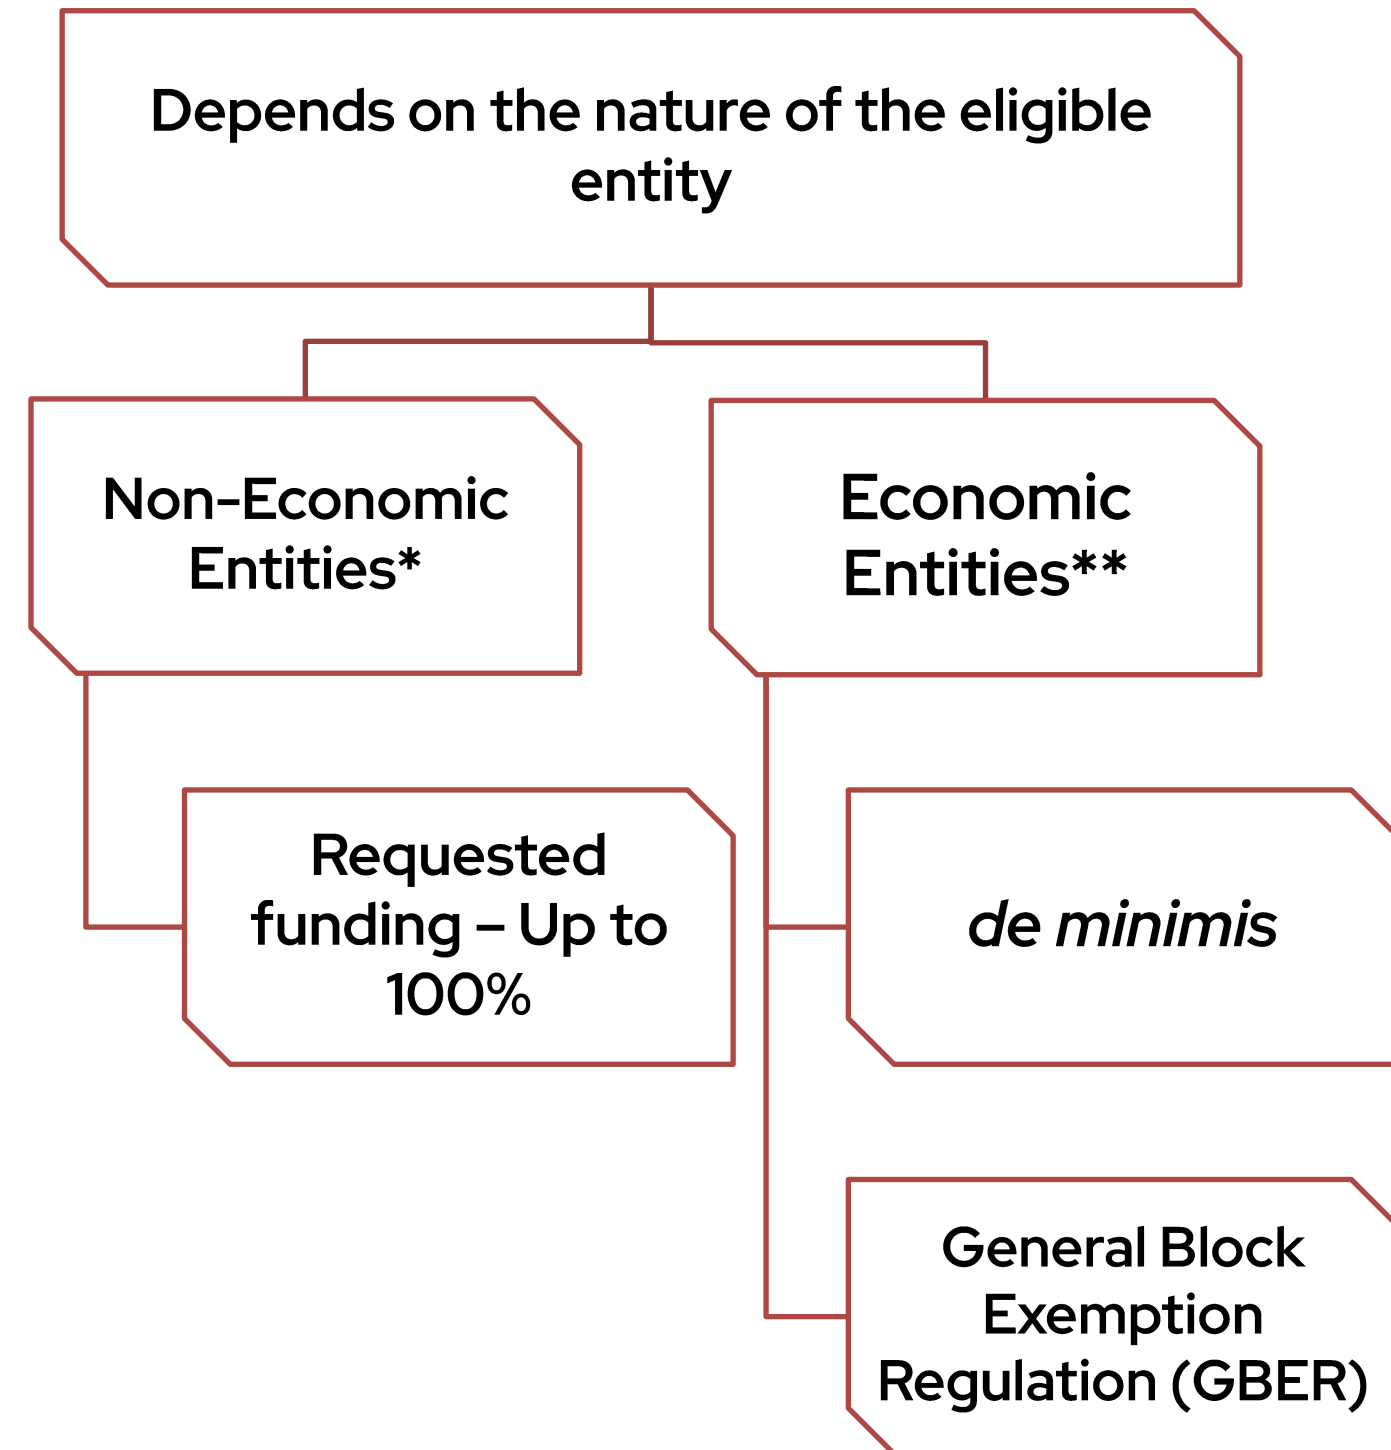 Depends on the nature of the eligible
entity
Non-Economic
Entities*
Economic
Entities**
Requested
funding – Up to
100%
de minimis
General Block
Exemption
Regulation (GBER)